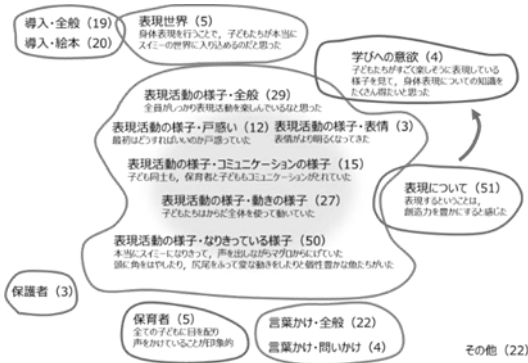 導入・全般（19）
導入・絵本（20）
表現世界（5）
身体表現を行うことで，子どもたちが本当に
スイミーの世界に入り込めるのだと思った
学びへの意欲（4）
子どもたちがすごく楽しそうに表現している
様子を見て，身体表現についての知識を
たくさん得たいと思った
表現活動の様子・全般（29）
全員がしっかり表現活動を楽しんでいるなと思った
表現活動の様子・戸惑い（12）
最初はどうすればいいのか戸惑っていた
表現活動の様子・表情（3）
表情がより明るくなってきた
表現活動の様子・コミュニケーションの様子（15）
子ども同士も，保育者と子どももコミュニケーションがとれていた
表現活動の様子・動きの様子（27）
子どもたちはからだ全体を使って動いていた
表現について（51）
表現するということは，
創造力を豊かにすると感じた
表現活動の様子・なりきっている様子（50）
本当にスイミーになりきって，声を出しながらマグロからにげていた
頭に角をはやしたり，尻尾をふって変な動きをしたりと個性豊かな魚たちがいた
保護者（3）
保育者（5）
全ての子どもに目を配り
声をかけていることが印象的
言葉かけ・全般（22）
言葉かけ・問いかけ（4）
その他（22）